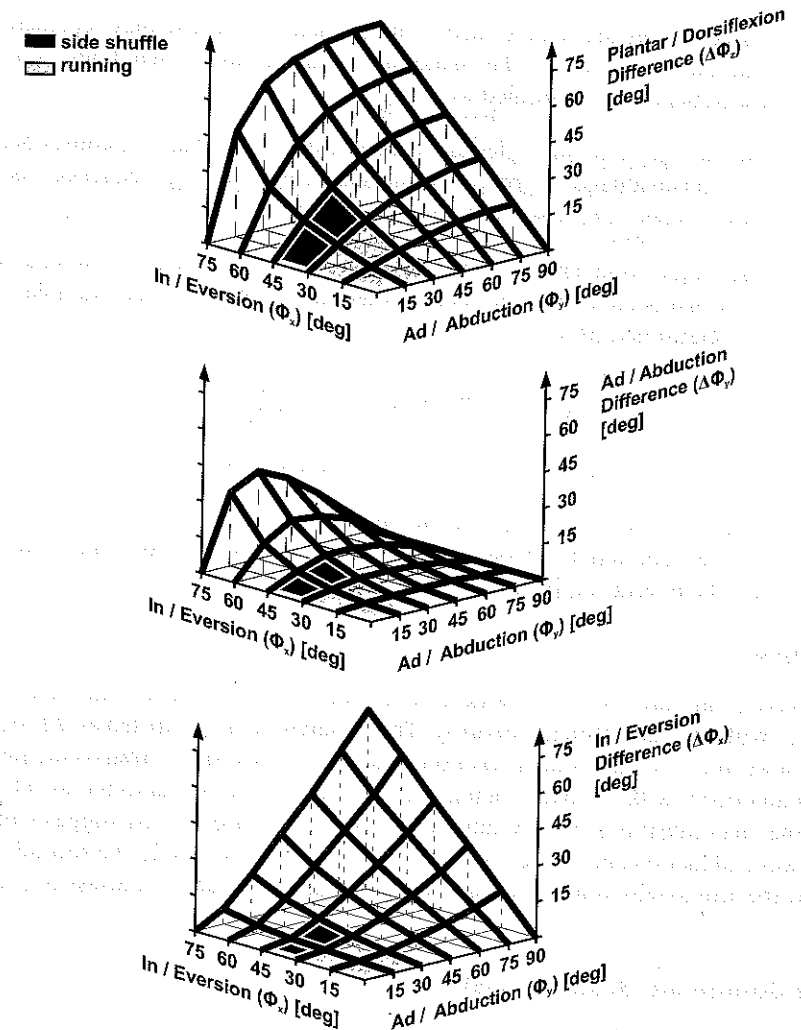 side shuffle
running
Plantar / Dorsiflexion
Difference (ΔΦz)
[deg]
75
60
45
30
15
75 60 45 30 15
In / Eversion (Φx) [deg]
15 30 45 60 75 90
Ad / Abduction (Φy) [deg]
Ad / Abduction
Difference (ΔΦy)
[deg]
75
60
45
30
15
75 60 45 30 15
In / Eversion (Φx) [deg]
15 30 45 60 75 90
Ad / Abduction (Φy) [deg]
In / Eversion
Difference (ΔΦx)
[deg]
75
60
45
30
15
75 60 45 30 15
In / Eversion (Φx) [deg]
15 30 45 60 75 90
Ad / Abduction (Φy) [deg]